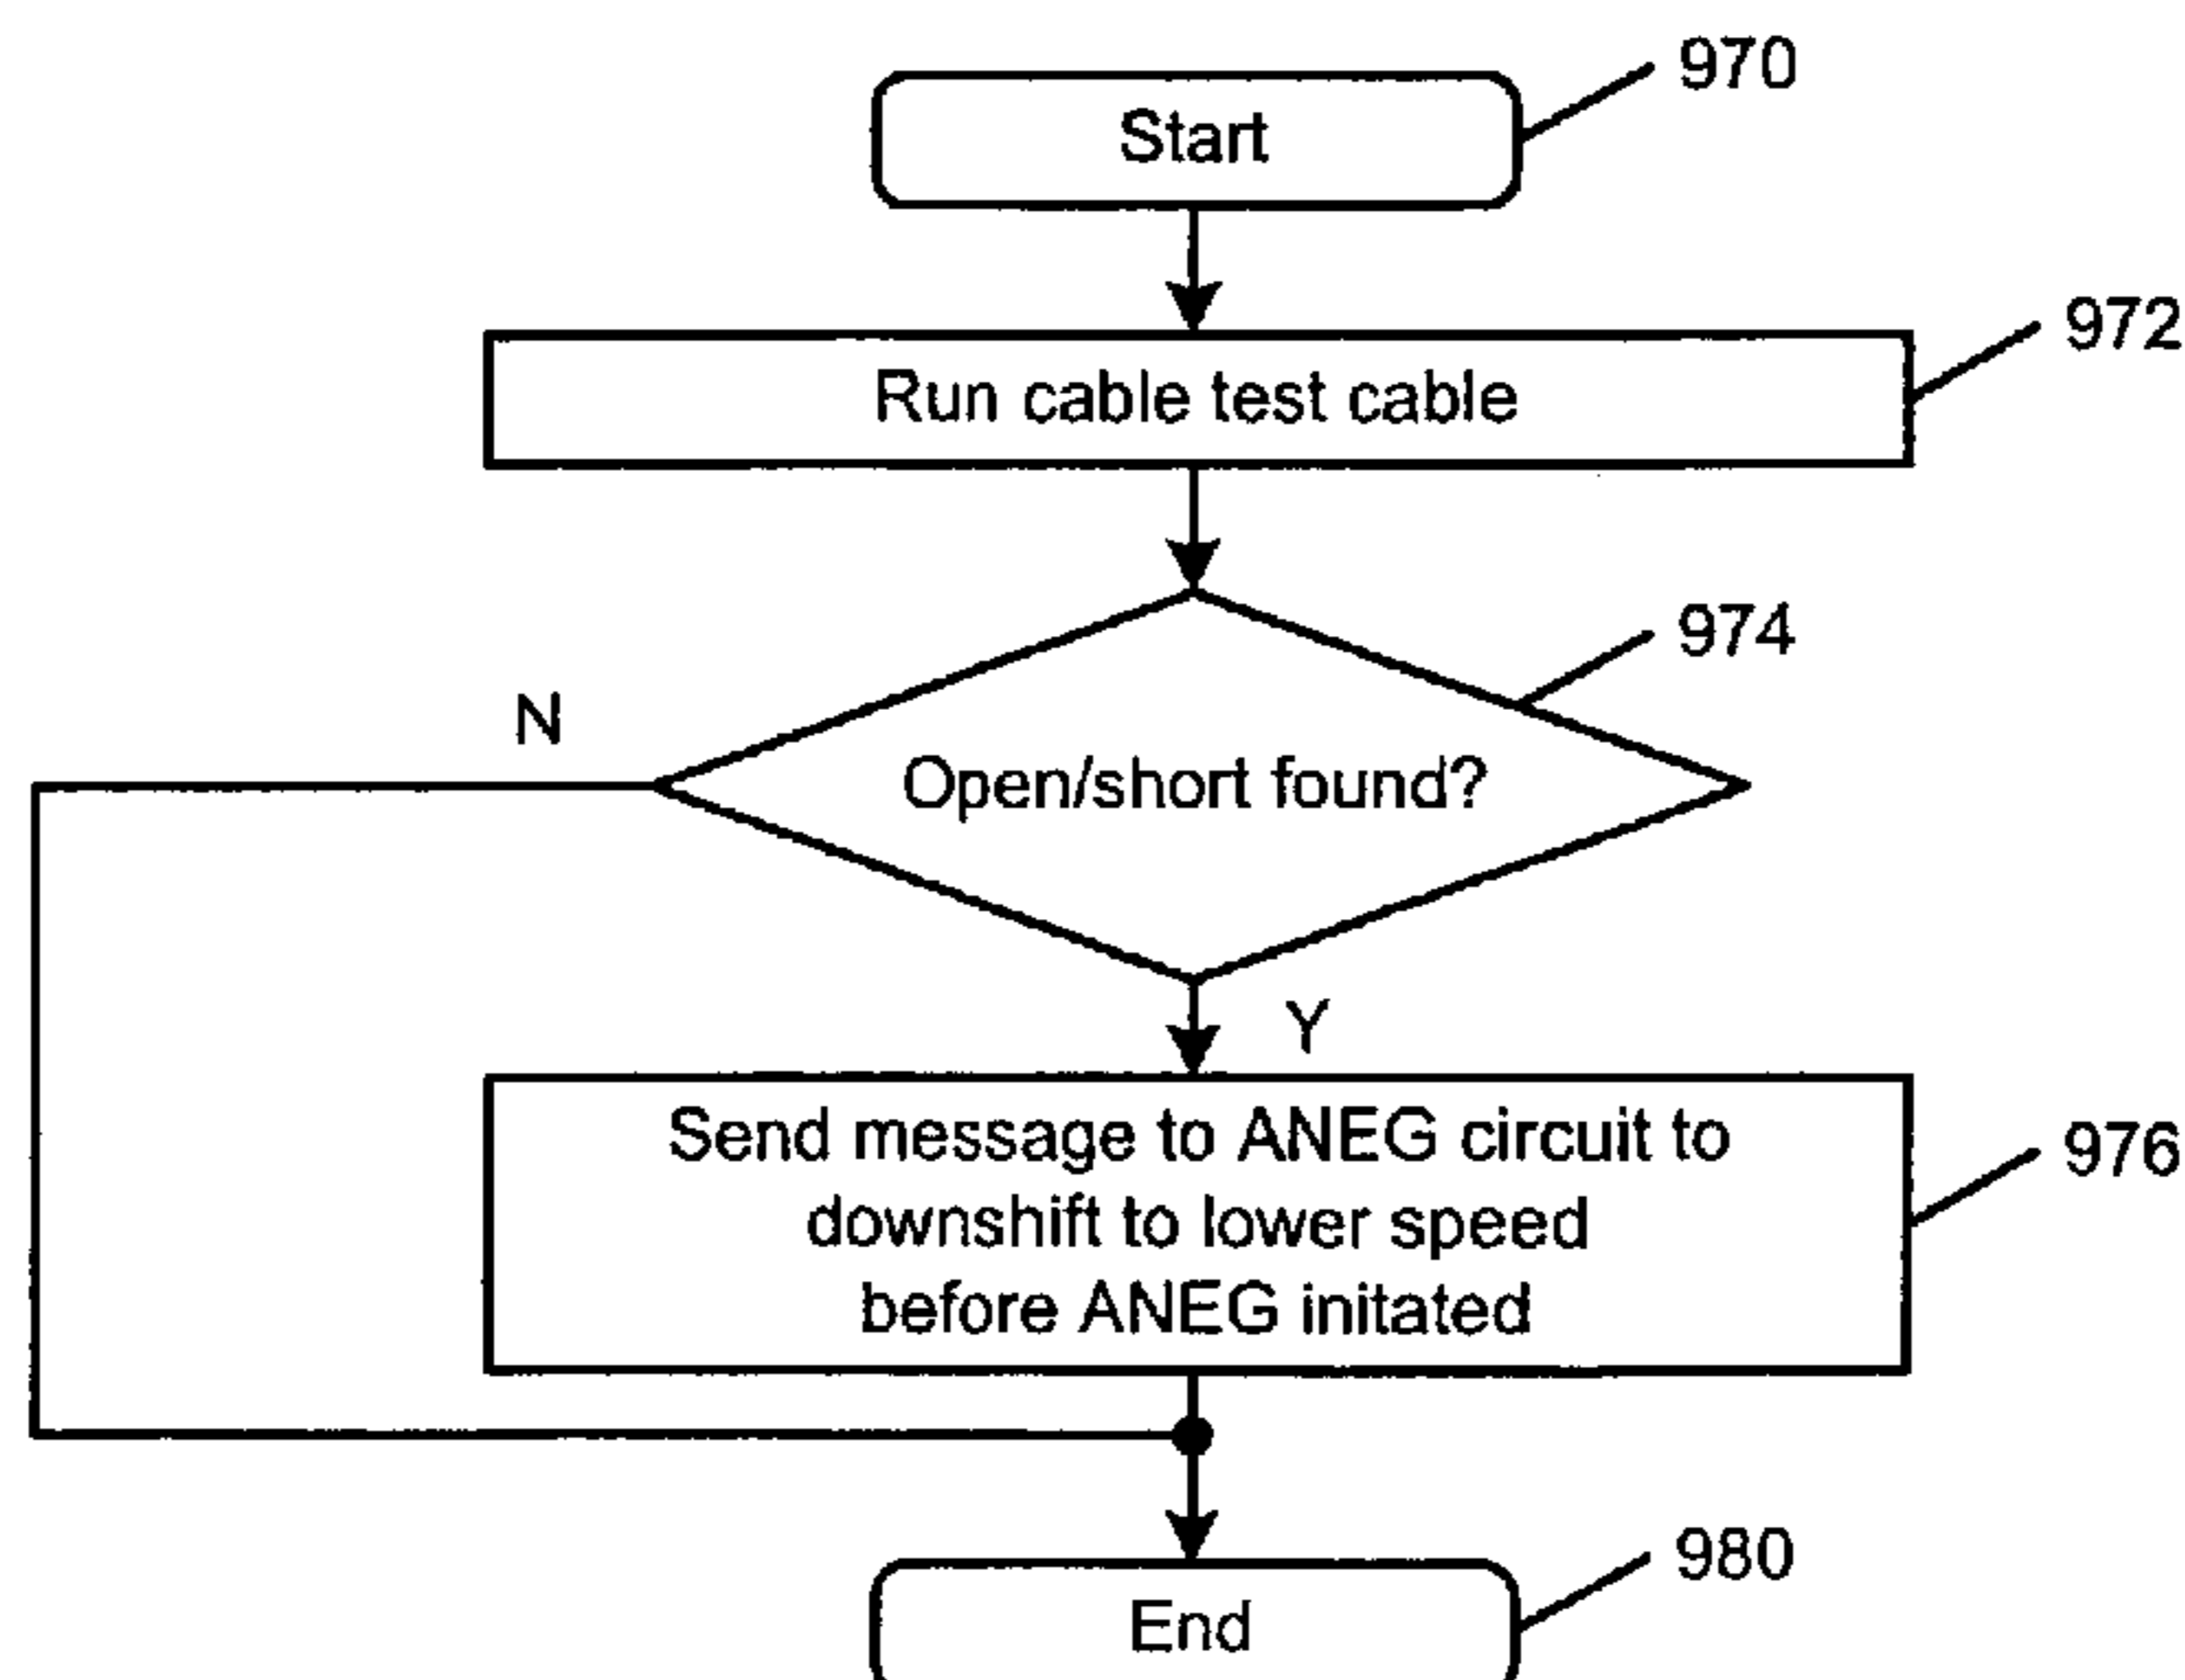 970
Start
972
Run cable test cable
974
N
Open/short found?
Y
Send message to ANEG circuit to
downshift to lower speed
before ANEG initated
976
980
End